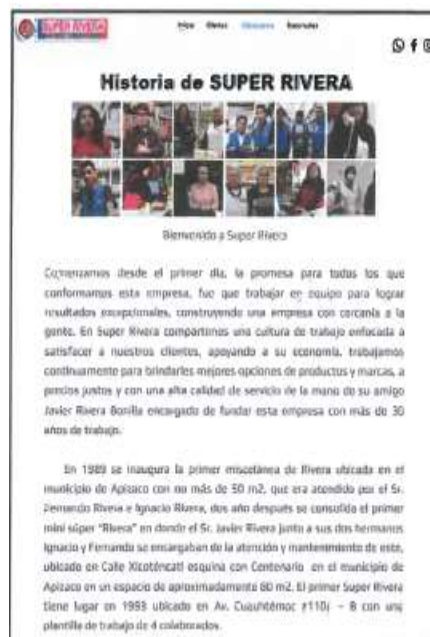 SUPER RIVERA
Inicio Ofertas Sucursales
Historia de SUPER RIVERA
Bienvenido a Super Rivera
Comenzamos desde el primer día, la promesa para todos los que
conformamos esta empresa, fue que trabajar en equipo para lograr
resultados excepcionales, construyendo una empresa con cercanía a la
gente. En Super Rivera compartimos una cultura de trabajo enfocada a
satisfacer a nuestros clientes, apoyando a su economía, trabajamos
continuamente para brindarles mejores opciones de productos y marcas, a
precios justos y con una alta calidad de servicio de la mano de su amigo
Javier Rivera Bonilla encargado de fundar esta empresa con más de 30
años de trabajo.
En 1989 se inaugura la primer miscelánea de Rivera ubicada en el
municipio de Apizaco con no más de 50 m2, que era atendido por el Sr.
Fernando Rivera e Ignacio Rivera, dos año después se consolida el primer
mini súper "Rivera" en donde el Sr. Javier Rivera junto a sus dos hermanos
Ignacio y Fernando se encargaban de la atención y mantenimiento de este,
ubicado en Calle Xicoténcatl esquina con Centenario en el municipio de
Apizaco en un espacio de aproximadamente 80 m2. El primer Super Rivera
tiene lugar en 1993 ubicado en Av. Cuauhtémoc #110 – B con una
plantilla de trabajo de 4 colaborados.